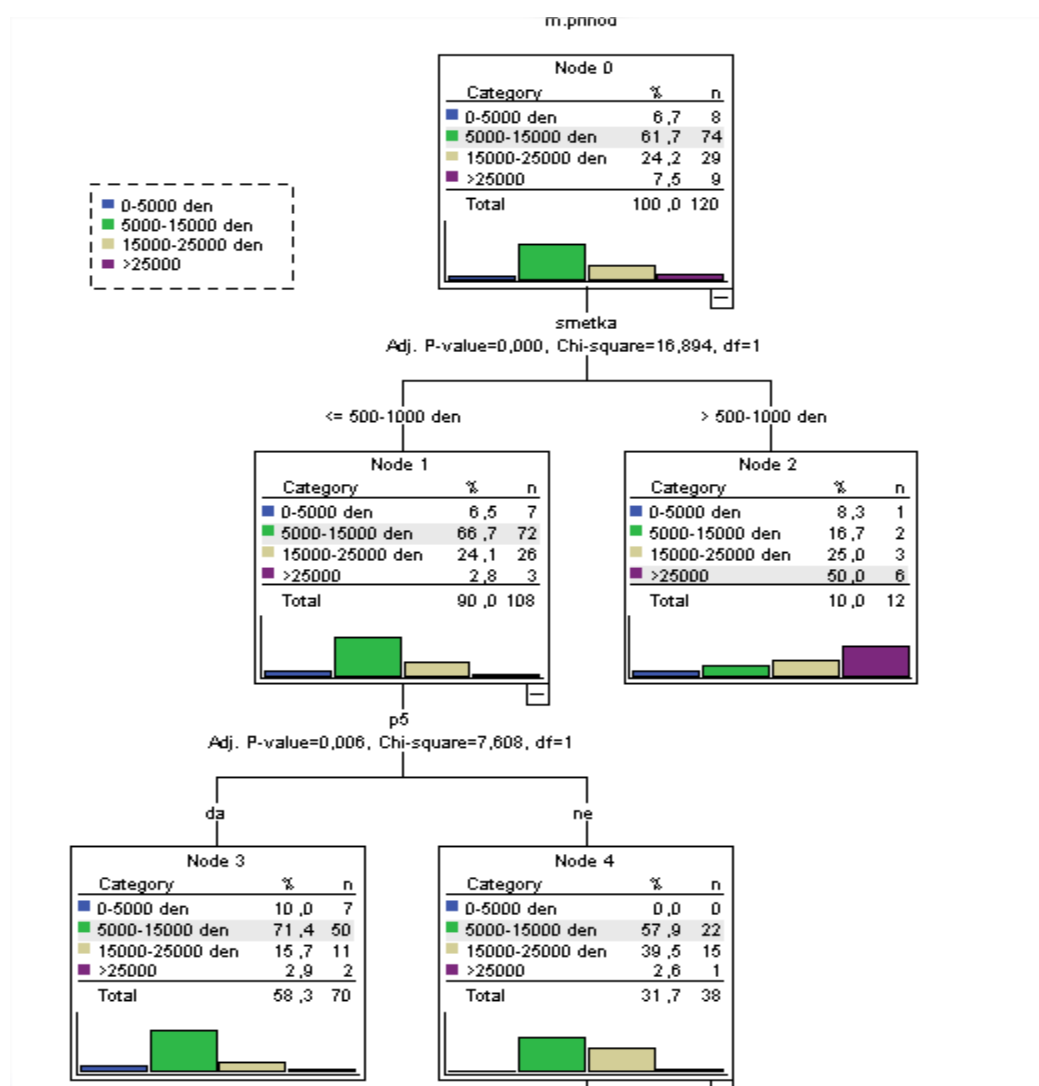 m.prihod
Node 0
Category % n
0-5000 den 6,7 8
5000-15000 den 61,7 74
15000-25000 den 24,2 29
>25000 7,5 9
Total 100,0 120
0-5000 den
5000-15000 den
15000-25000 den
>25000
smetka
Adj. P-value=0,000, Chi-square=16,894, df=1
<= 500-1000 den
> 500-1000 den
Node 1
Category % n
0-5000 den 6,5 7
5000-15000 den 66,7 72
15000-25000 den 24,1 26
>25000 2,8 3
Total 90,0 108
Node 2
Category % n
0-5000 den 8,3 1
5000-15000 den 16,7 2
15000-25000 den 25,0 3
>25000 50,0 6
Total 10,0 12
p5
Adj. P-value=0,006, Chi-square=7,608, df=1
da
ne
Node 3
Category % n
0-5000 den 10,0 7
5000-15000 den 71,4 50
15000-25000 den 15,7 11
>25000 2,9 2
Total 58,3 70
Node 4
Category % n
0-5000 den 0,0 0
5000-15000 den 57,9 22
15000-25000 den 39,5 15
>25000 2,6 1
Total 31,7 38